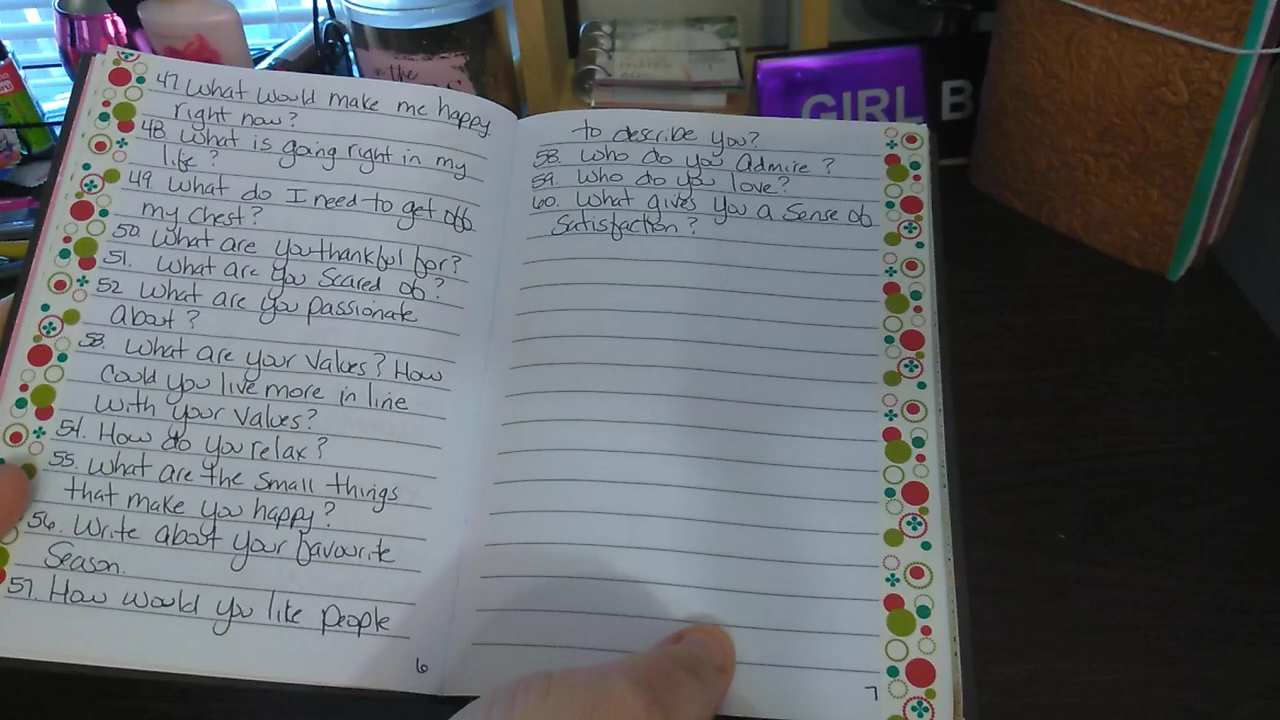 47. What would make me happy
right now?
48 What is going right in my
life?
49. What do I need to get off
my chest?
50. What are you thankful for?
51. What are you Scared of?
52 What are you passionate
about?
53. What are your Values? How
Could you live more in line
with your Values?
54. How do you relax?
55. What are the Small things
that make you happy?
56. Write about your favourite
Season.
57. How would you like people
6
to describe you?
58. Who do you Admire?
59. Who do you love?
60. What gives you a Sense of
Satisfaction?
7
the
GIRL B